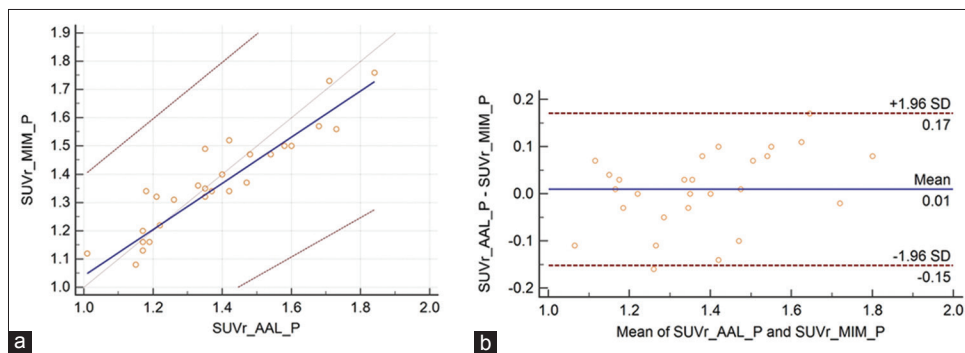 1.9
1.8
1.7
1.6
1.5
1.4
1.3
1.2
1.1
1.0
SUVr_MIM_P
1.0 1.2 1.4 1.6 1.8 2.0
SUVr_AAL_P
a
0.2
0.1
0.0
-0.1
-0.2
SUVr_AAL_P - SUVr_MIM_P
+1.96 SD
0.17
Mean
0.01
-1.96 SD
-0.15
1.0 1.2 1.4 1.6 1.8 2.0
Mean of SUVr_AAL_P and SUVr_MIM_P
b